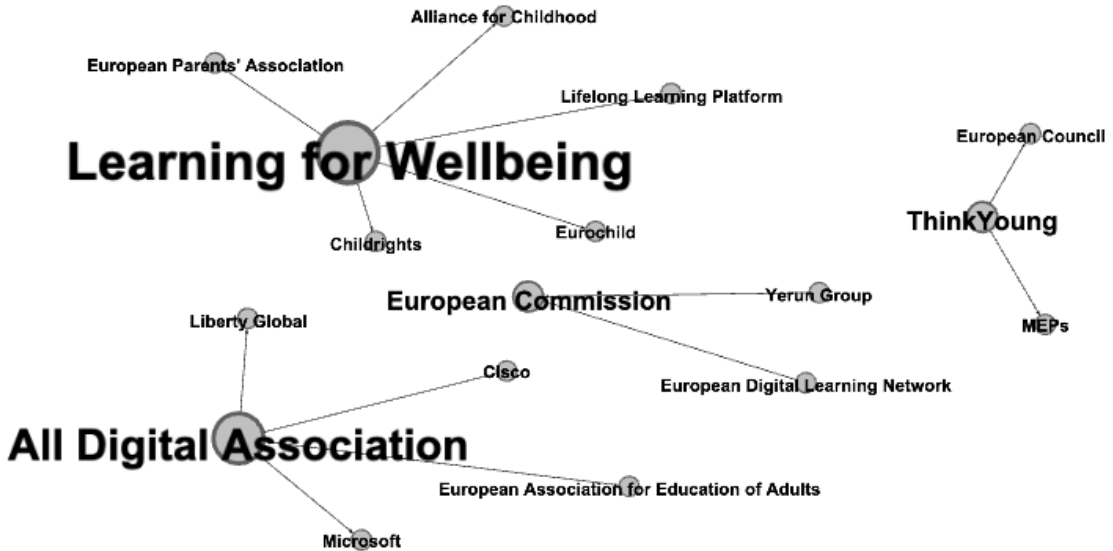 Alliance for Childhood
European Parents' Association
Lifelong Learning Platform
European Council
Learning for Wellbeing
ThinkYoung
Eurochild
Childrights
European Commission
Yerun Group
Liberty Global
MEPs
CIsco
European Digital Learning Network
All Digital Association
European Association for Education of Adults
Microsoft